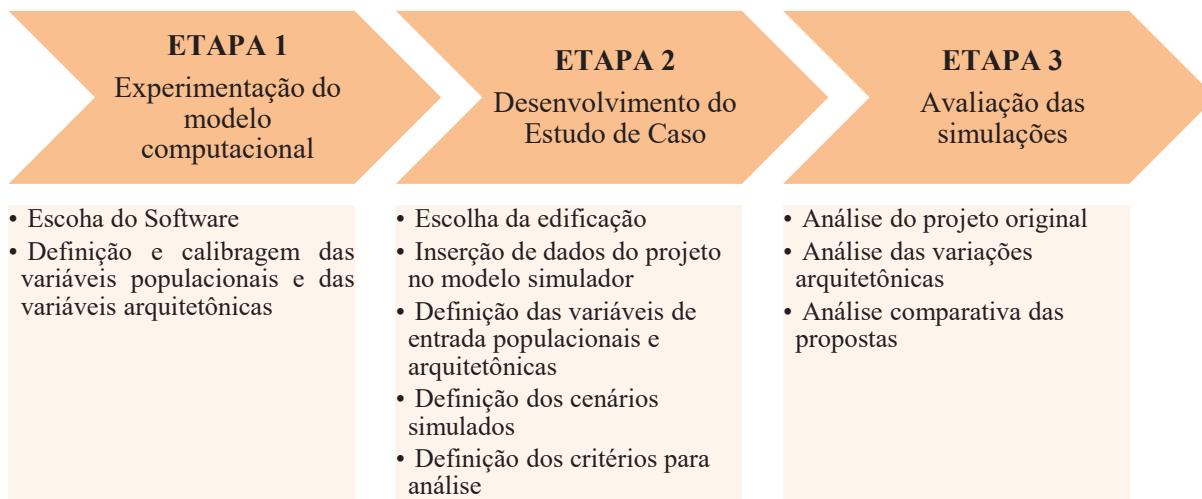 ETAPA 1
Experimentação do
modelo
computacional
• Escoha do Software
• Definição e calibragem das
variáveis populacionais e das
variáveis arquitetônicas
ETAPA 2
Desenvolvimento do
Estudo de Caso
• Escolha da edificação
• Inserção de dados do projeto
no modelo simulador
• Definição das variáveis de
entrada populacionais e
arquitetônicas
• Definição dos cenários
simulados
• Definição dos critérios para
análise
ETAPA 3
Avaliação das
simulações
• Análise do projeto original
• Análise das variações
arquitetônicas
• Análise comparativa das
propostas